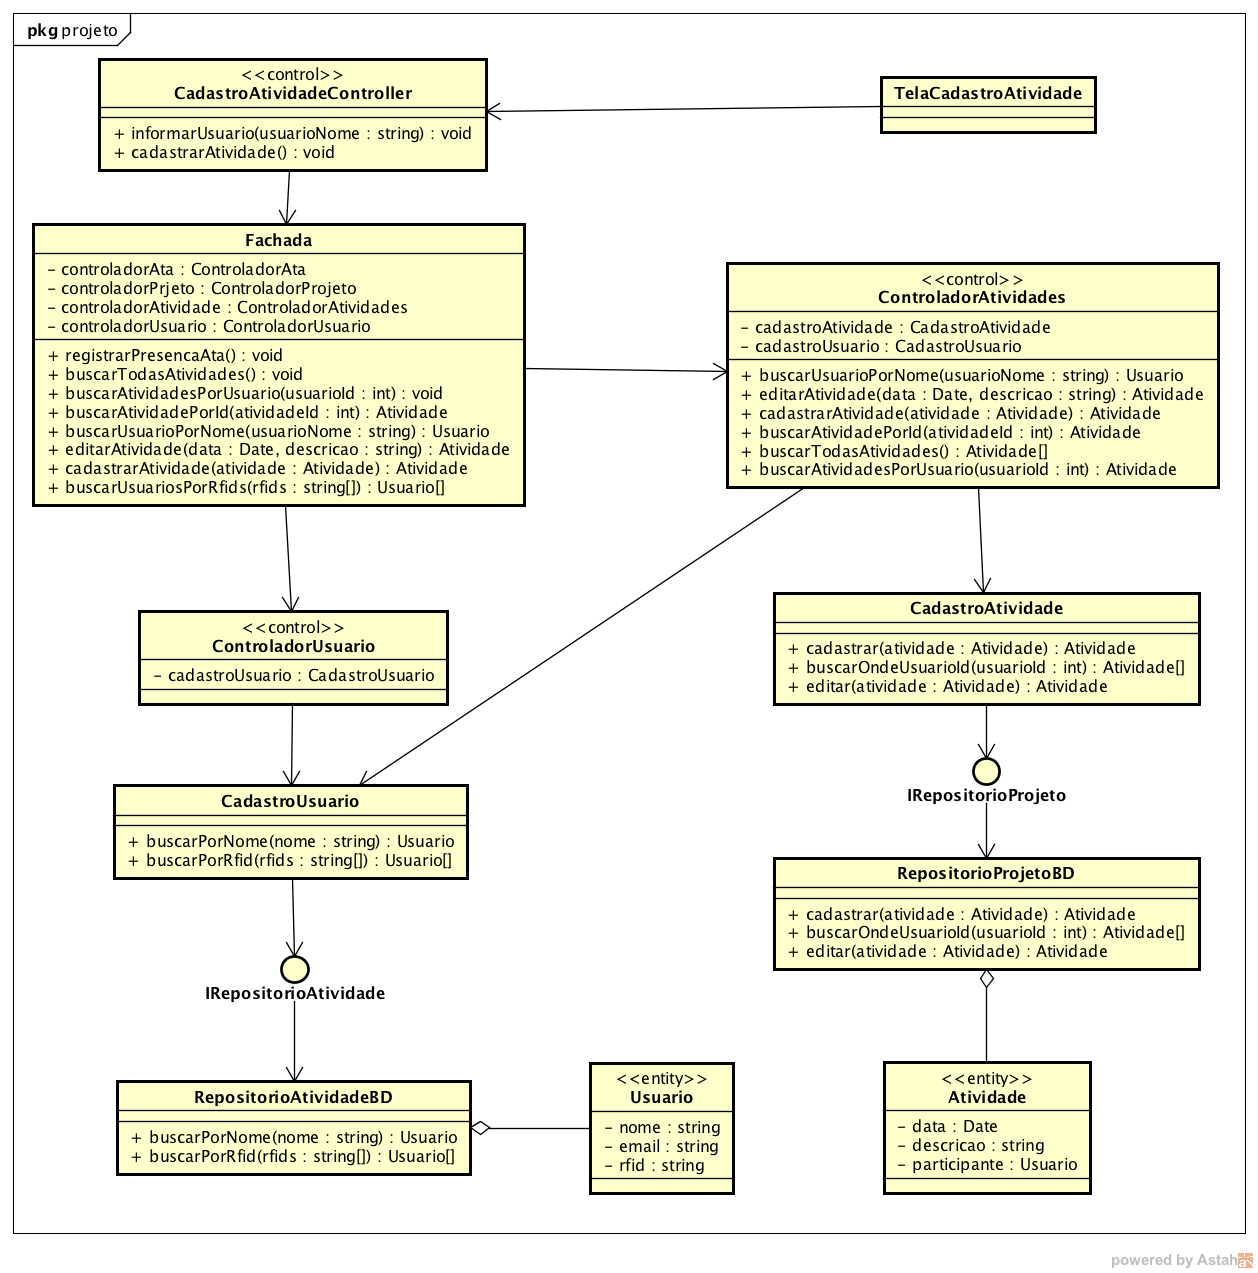 pkg projeto
<<control>>
CadastroAtividadeController
+ informarUsuario(usuarioNome : string) : void
+ cadastrarAtividade() : void
TelaCadastroAtividade
Fachada
- controladorAta : ControladorAta
- controladorPrjeto : ControladorProjeto
- controladorAtividade : ControladorAtividades
- controladorUsuario : ControladorUsuario
+ registrarPresencaAta() : void
+ buscarTodasAtividades() : void
+ buscarAtividadesPorUsuario(usuarioId : int) : void
+ buscarAtividadePorId(atividadeId : int) : Atividade
+ buscarUsuarioPorNome(usuarioNome : string) : Usuario
+ editarAtividade(data : Date, descricao : string) : Atividade
+ cadastrarAtividade(atividade : Atividade) : Atividade
+ buscarUsuariosPorRfids(rfids : string[]) : Usuario[]
<<control>>
ControladorAtividades
- cadastroAtividade : CadastroAtividade
- cadastroUsuario : CadastroUsuario
+ buscarUsuarioPorNome(usuarioNome : string) : Usuario
+ editarAtividade(data : Date, descricao : string) : Atividade
+ cadastrarAtividade(atividade : Atividade) : Atividade
+ buscarAtividadePorId(atividadeId : int) : Atividade
+ buscarTodasAtividades() : Atividade[]
+ buscarAtividadesPorUsuario(usuarioId : int) : Atividade
<<control>>
ControladorUsuario
- cadastroUsuario : CadastroUsuario
CadastroAtividade
+ cadastrar(atividade : Atividade) : Atividade
+ buscarOndeUsuarioId(usuarioId : int) : Atividade[]
+ editar(atividade : Atividade) : Atividade
IRepositorioProjeto
CadastroUsuario
+ buscarPorNome(nome : string) : Usuario
+ buscarPorRfid(rfids : string[]) : Usuario[]
RepositorioProjetoBD
+ cadastrar(atividade : Atividade) : Atividade
+ buscarOndeUsuarioId(usuarioId : int) : Atividade[]
+ editar(atividade : Atividade) : Atividade
IRepositorioAtividade
RepositorioAtividadeBD
+ buscarPorNome(nome : string) : Usuario
+ buscarPorRfid(rfids : string[]) : Usuario[]
<<entity>>
Usuario
- nome : string
- email : string
- rfid : string
<<entity>>
Atividade
- data : Date
- descricao : string
- participante : Usuario
powered by Astah